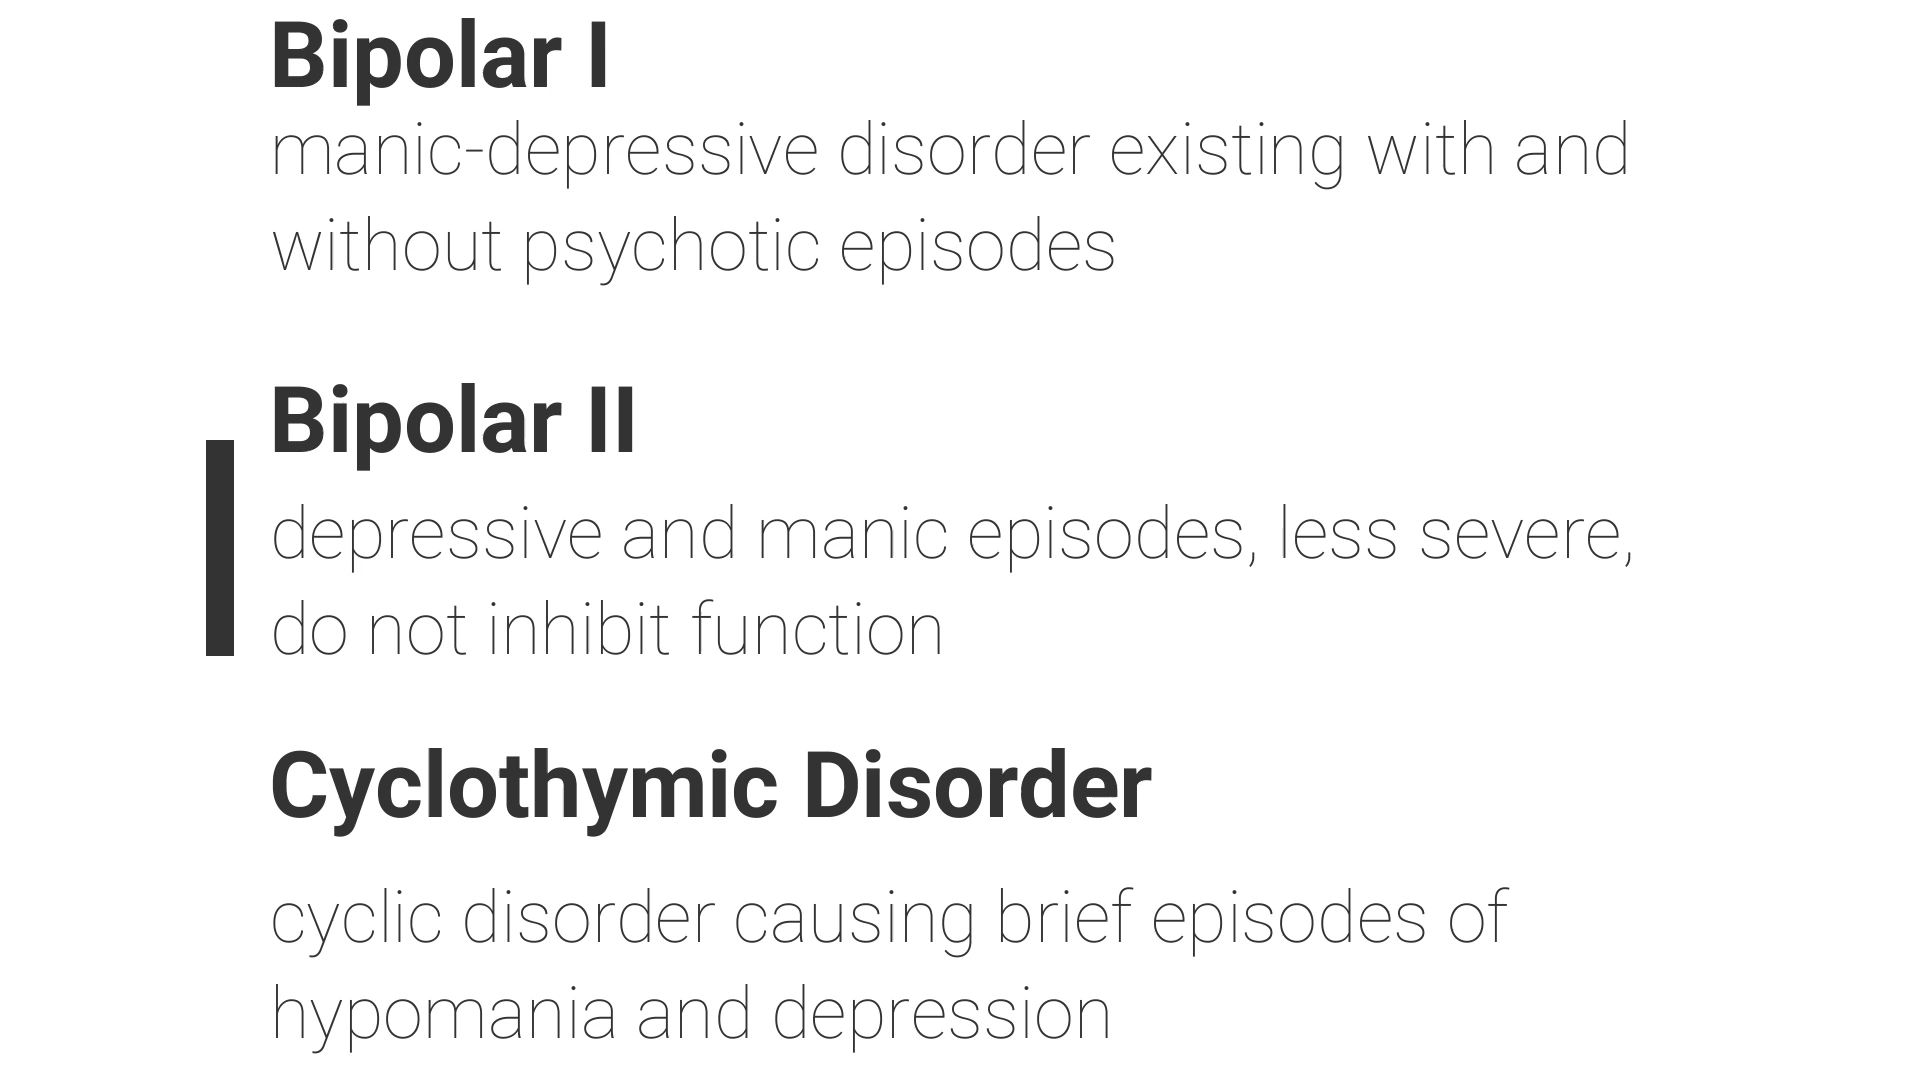 Bipolar I
manic-depressive disorder existing with and
without psychotic episodes
Bipolar II
depressive and manic episodes, less severe,
do not inhibit function
Cyclothymic Disorder
cyclic disorder causing brief episodes of
hypomania and depression